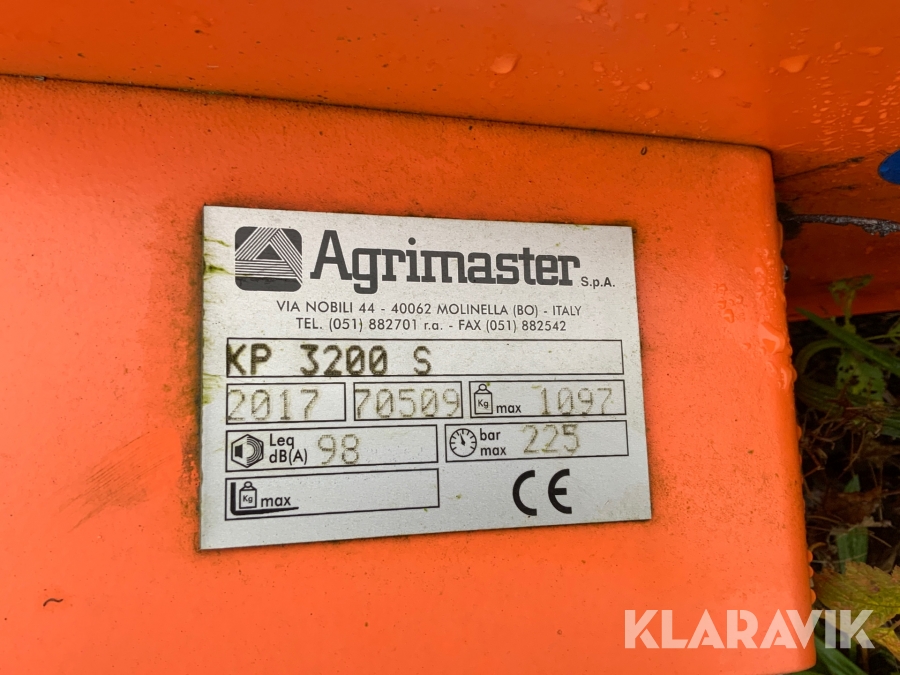 KLARAVIK
Agrimaster S.p.A.
VIA NOBILI 44 - 40062 MOLINELLA (BO) - ITALY
TEL. (051) 882701 r.a. - FAX (051) 882542
KP 3200 S
2017 70509 Kg max 1097
Leq dB(A) 98 bar max 225
Kg max CE
KLARAVIK